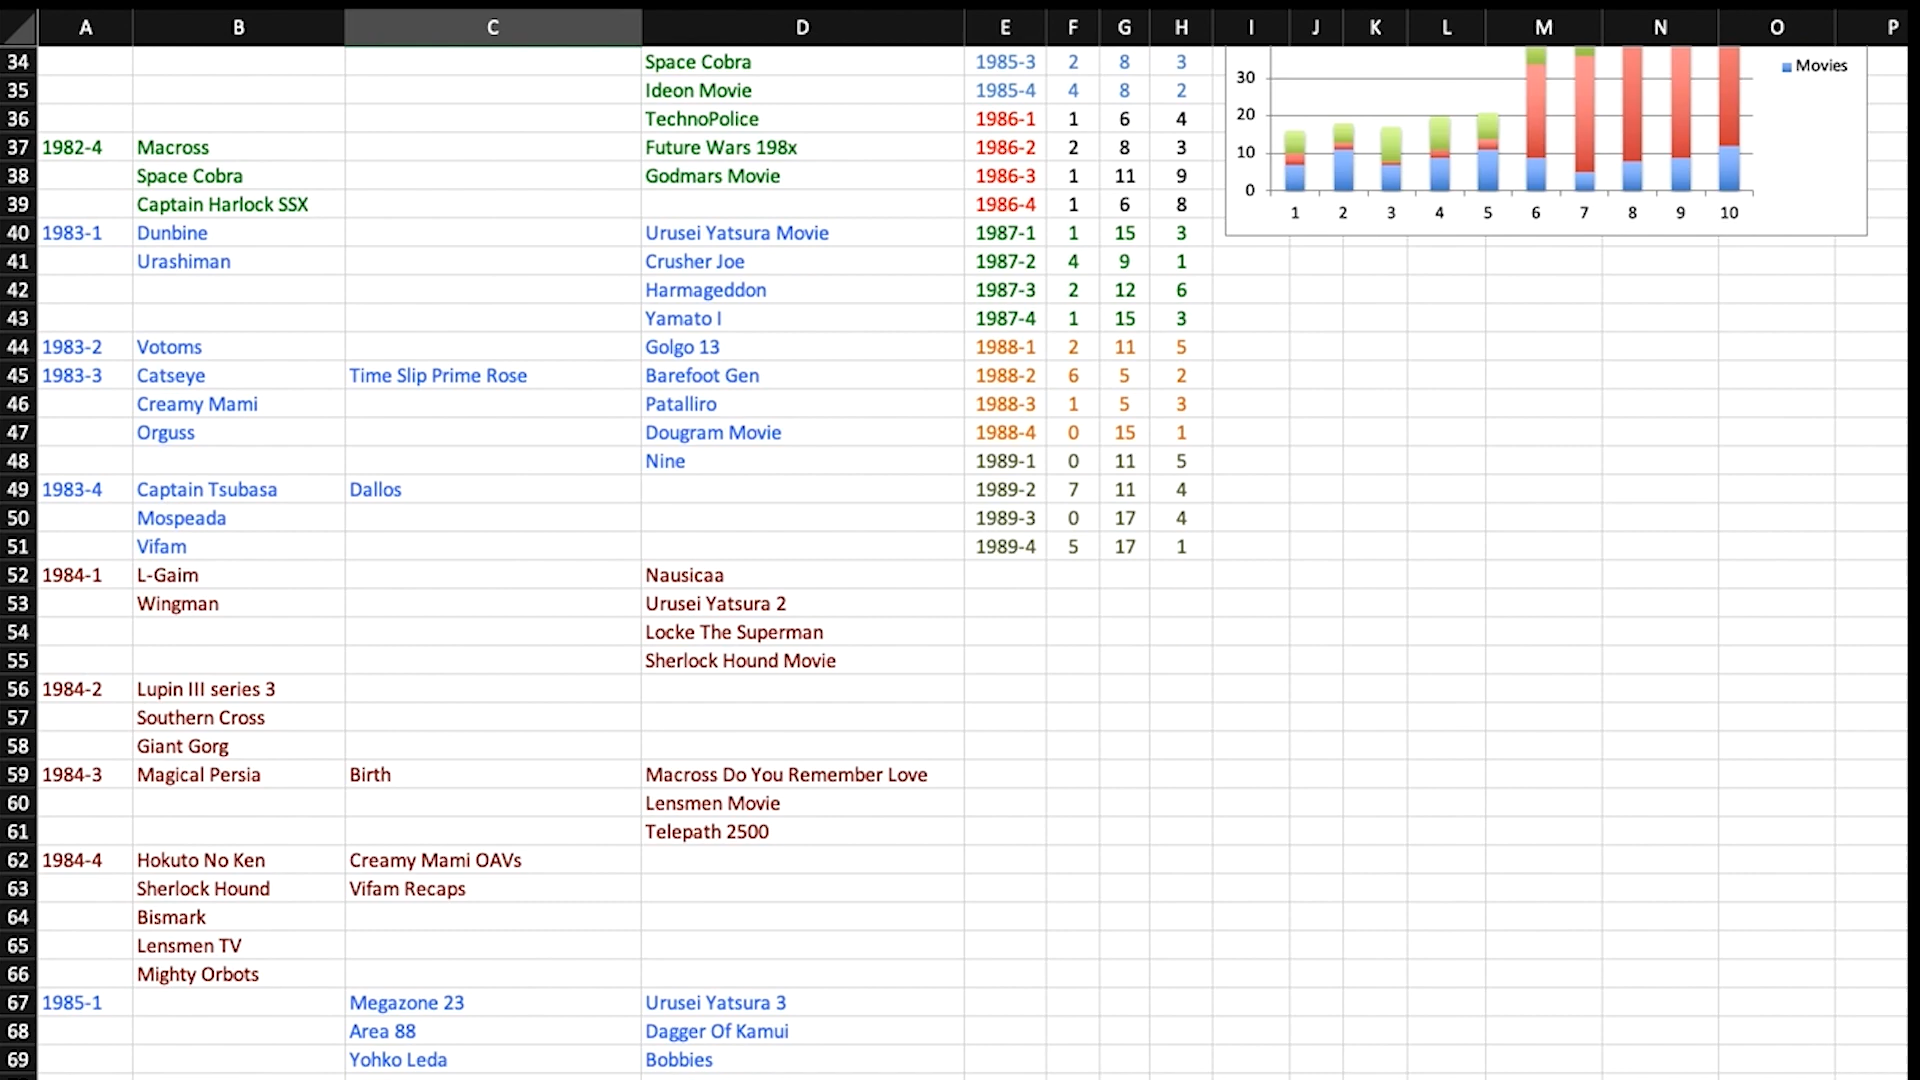 A B C D E F G H I J K L M N O P
34 Space Cobra 1985-3 2 8 3
35 Ideon Movie 1985-4 4 8 2
36 TechnoPolice 1986-1 1 6 4
37 1982-4 Macross Future Wars 198x 1986-2 2 8 3
38 Space Cobra Godmars Movie 1986-3 1 11 9
39 Captain Harlock SSX 1986-4 1 6 8
40 1983-1 Dunbine Urusei Yatsura Movie 1987-1 1 15 3
41 Urashiman Crusher Joe 1987-2 4 9 1
42 Harmageddon 1987-3 2 12 6
43 Yamato I 1987-4 1 15 3
44 1983-2 Votoms Golgo 13 1988-1 2 11 5
45 1983-3 Catseye Time Slip Prime Rose Barefoot Gen 1988-2 6 5 2
46 Creamy Mami Patalliro 1988-3 1 5 3
47 Orguss Dougram Movie 1988-4 0 15 1
48 Nine 1989-1 0 11 5
49 1983-4 Captain Tsubasa Dallos 1989-2 7 11 4
50 Mospeada 1989-3 0 17 4
51 Vifam 1989-4 5 17 1
52 1984-1 L-Gaim Nausicaa
53 Wingman Urusei Yatsura 2
54 Locke The Superman
55 Sherlock Hound Movie
56 1984-2 Lupin III series 3
57 Southern Cross
58 Giant Gorg
59 1984-3 Magical Persia Birth Macross Do You Remember Love
60 Lensmen Movie
61 Telepath 2500
62 1984-4 Hokuto No Ken Creamy Mami OAVs
63 Sherlock Hound Vifam Recaps
64 Bismark
65 Lensmen TV
66 Mighty Orbots
67 1985-1 Megazone 23 Urusei Yatsura 3
68 Area 88 Dagger Of Kamui
69 Yohko Leda Bobbies
Movies
30
20
10
0
1 2 3 4 5 6 7 8 9 10